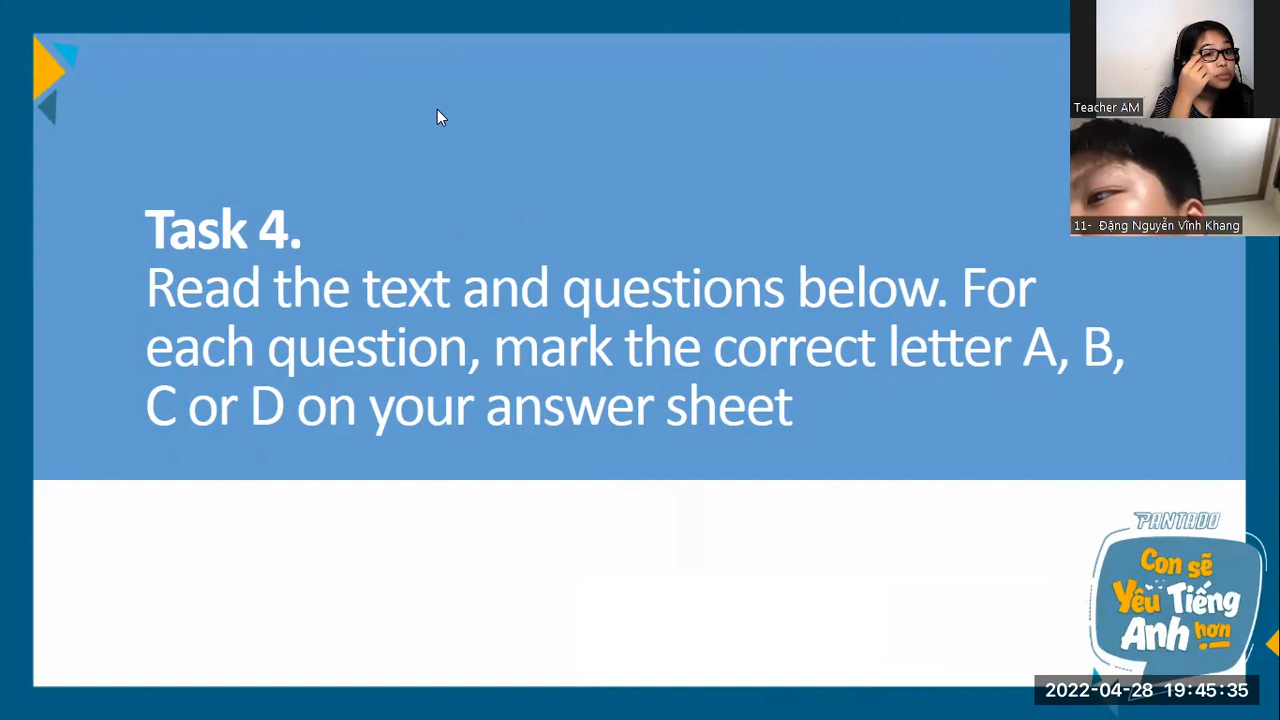 Teacher AM
11- Đặng Nguyễn Vĩnh Khang
Task 4.
Read the text and questions below. For
each question, mark the correct letter A, B,
C or D on your answer sheet
PANTADO
Con sẽ
Yêu Tiếng
Anh hơn
2022-04-28 19:45:35